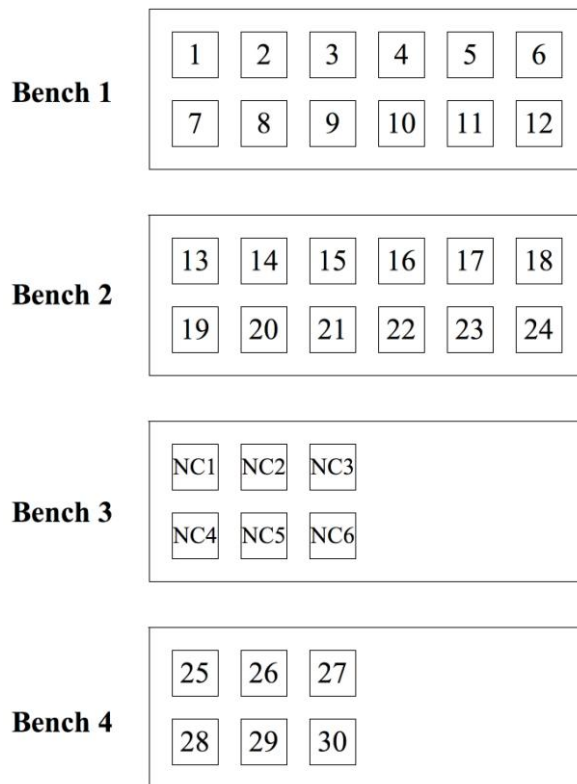 1 2 3 4 5 6
Bench 1
7 8 9 10 11 12
13 14 15 16 17 18
Bench 2
19 20 21 22 23 24
NC1 NC2 NC3
Bench 3
NC4 NC5 NC6
25 26 27
Bench 4
28 29 30